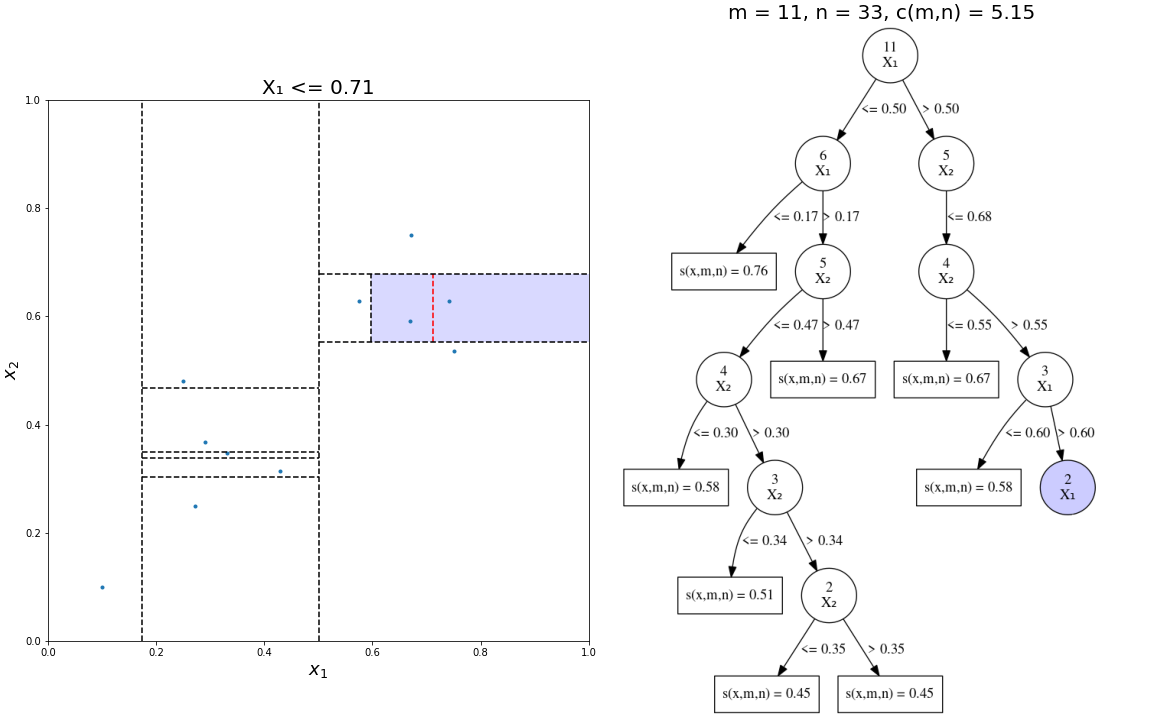 m = 11, n = 33, c(m,n) = 5.15
X₁ <= 0.71
1.0
0.8
0.6
0.4
0.2
0.0
x₂
0.0 0.2 0.4 0.6 0.8 1.0
x₁
11
X₁
<= 0.50 > 0.50
6
X₁
5
X₂
<= 0.17 > 0.17 <= 0.68
s(x,m,n) = 0.76
5
X₂
4
X₂
<= 0.47 > 0.47 <= 0.55 > 0.55
4
X₂
s(x,m,n) = 0.67
s(x,m,n) = 0.67
3
X₁
<= 0.30 > 0.30 <= 0.60 > 0.60
s(x,m,n) = 0.58
3
X₂
s(x,m,n) = 0.58
2
X₁
<= 0.34 > 0.34
s(x,m,n) = 0.51
2
X₂
<= 0.35 > 0.35
s(x,m,n) = 0.45
s(x,m,n) = 0.45